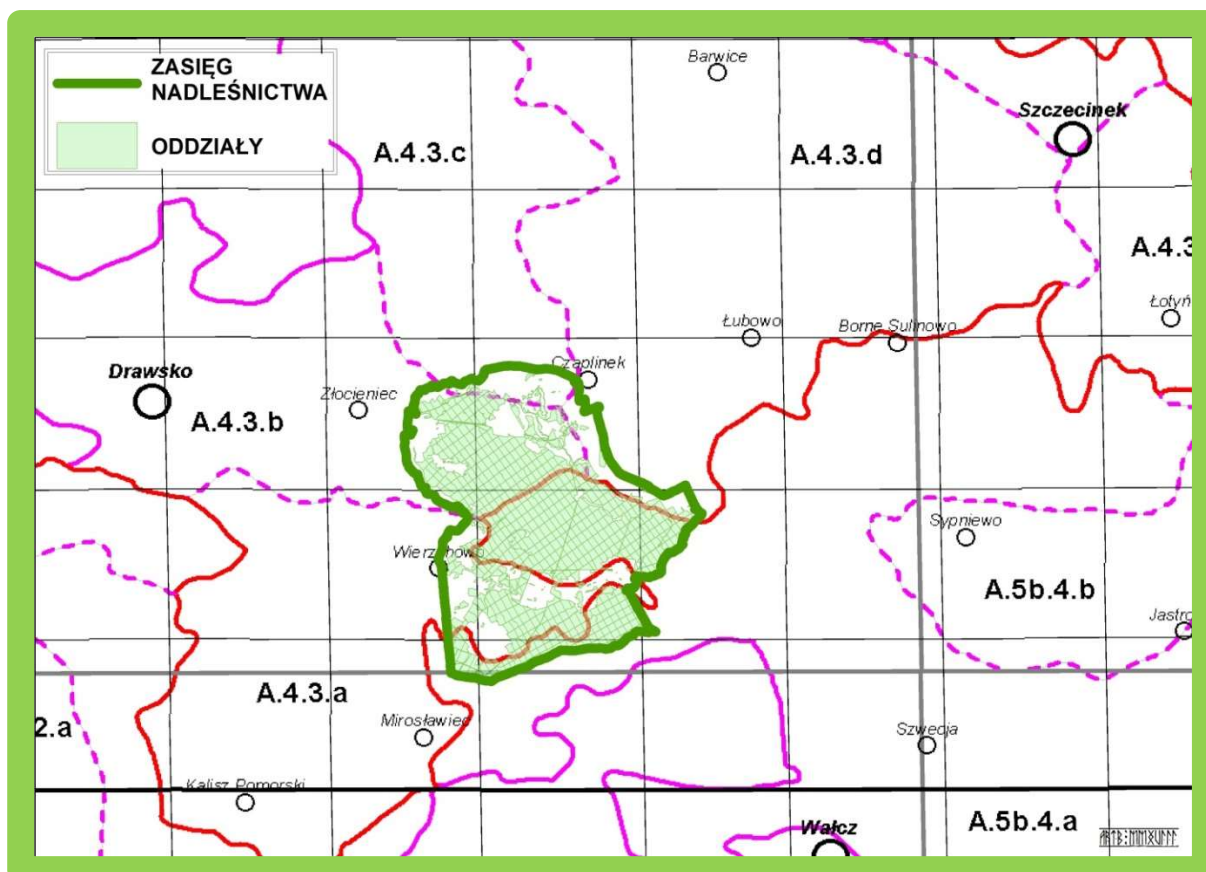 ZASIĘG
NADLEŚNICTWA
ODDZIAŁY
Barwice
Szczecinek
A.4.3.c
A.4.3.d
A.4.3
Łotyń
Łubowo
Borne Sulinowo
Czaplinek
Drawsko
Złocieniec
A.4.3.b
Sypniewo
Wierzchowo
A.5b.4.b
Jastro
A.4.3.a
2.a
Mirosławiec
Szwecja
Kalisz Pomorski
Wałcz
A.5b.4.a